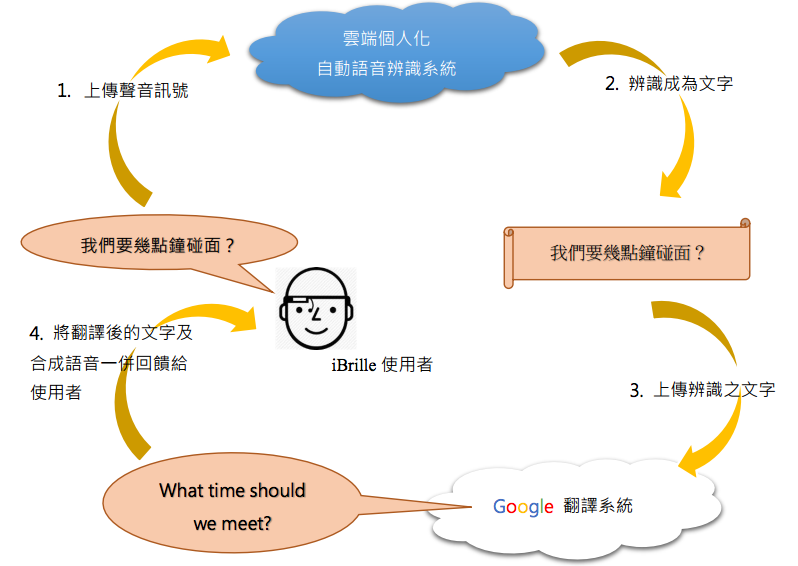 雲端個人化
自動語音辨識系統
1. 上傳聲音訊號
2. 辨識成為文字
我們要幾點鐘碰面？
我們要幾點鐘碰面？
iBrille 使用者
3. 上傳辨識之文字
4. 將翻譯後的文字及
合成語音一併回饋給
使用者
What time should
we meet?
Google 翻譯系統